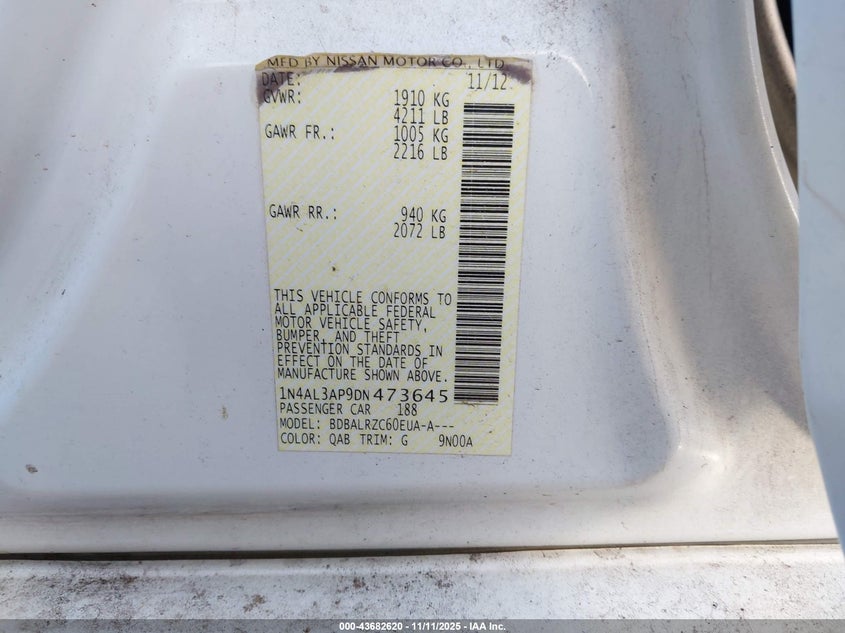 MFD BY NISSAN MOTOR CO., LTD
DATE: 11/12
GVWR: 1910 KG
4211 LB
GAWR FR.: 1005 KG
2216 LB
GAWR RR.: 940 KG
2072 LB
THIS VEHICLE CONFORMS TO
ALL APPLICABLE FEDERAL
MOTOR VEHICLE SAFETY,
BUMPER, AND THEFT
PREVENTION STANDARDS IN
EFFECT ON THE DATE OF
MANUFACTURE SHOWN ABOVE.
1N4AL3AP9DN473645
PASSENGER CAR 188
MODEL: BDBALRZC60EUA-A---
COLOR: QAB TRIM: G 9N00A
000-43682620 - 11/11/2025 - IAA Inc.